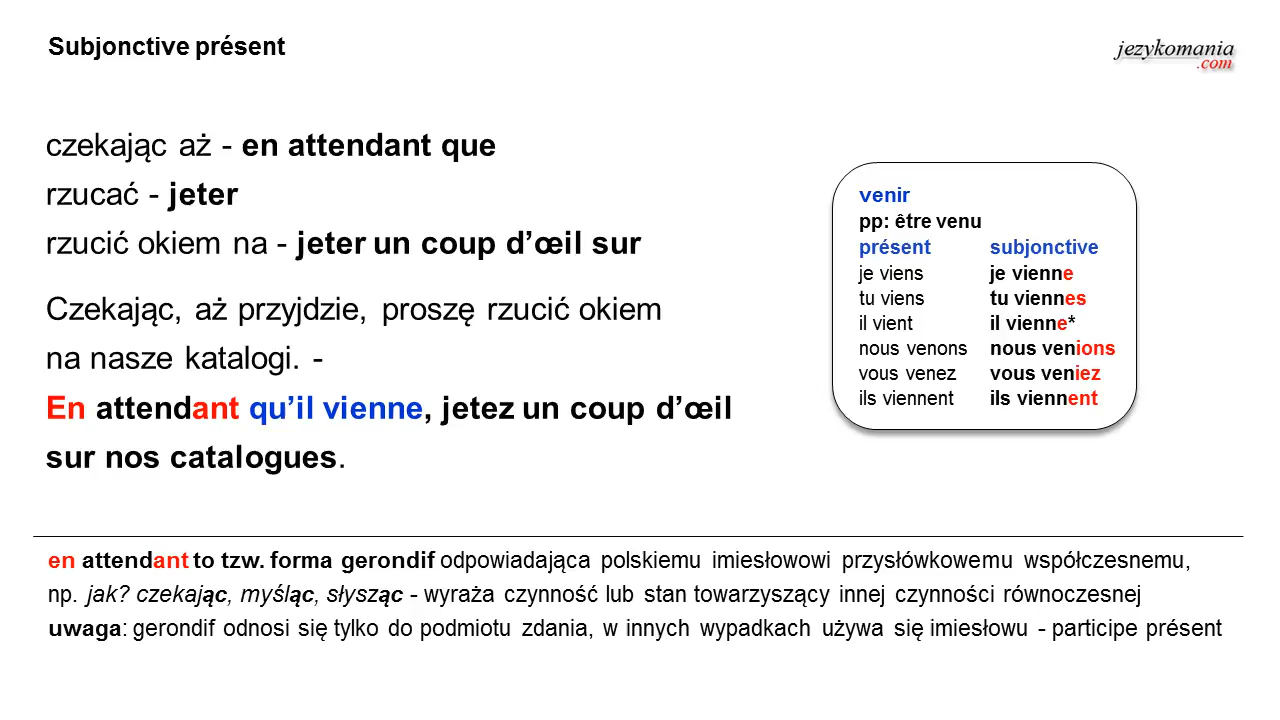 Subjonctive présent
jezykomania
.com
czekając aż - en attendant que
rzucać - jeter
rzucić okiem na - jeter un coup d’œil sur
Czekając, aż przyjdzie, proszę rzucić okiem
na nasze katalogi. -
En attendant qu’il vienne, jetez un coup d’œil
sur nos catalogues.
venir
pp: être venu
présent subjonctive
je viens je vienne
tu viens tu viennes
il vient il vienne*
nous venons nous venions
vous venez vous veniez
ils viennent ils viennent
en attendant to tzw. forma gerondif odpowiadająca polskiemu imiesłowowi przysłówkowemu współczesnemu,
np. jak? czekając, myśląc, słysząc - wyraża czynność lub stan towarzyszący innej czynności równoczesnej
uwaga: gerondif odnosi się tylko do podmiotu zdania, w innych wypadkach używa się imiesłowu - participe présent